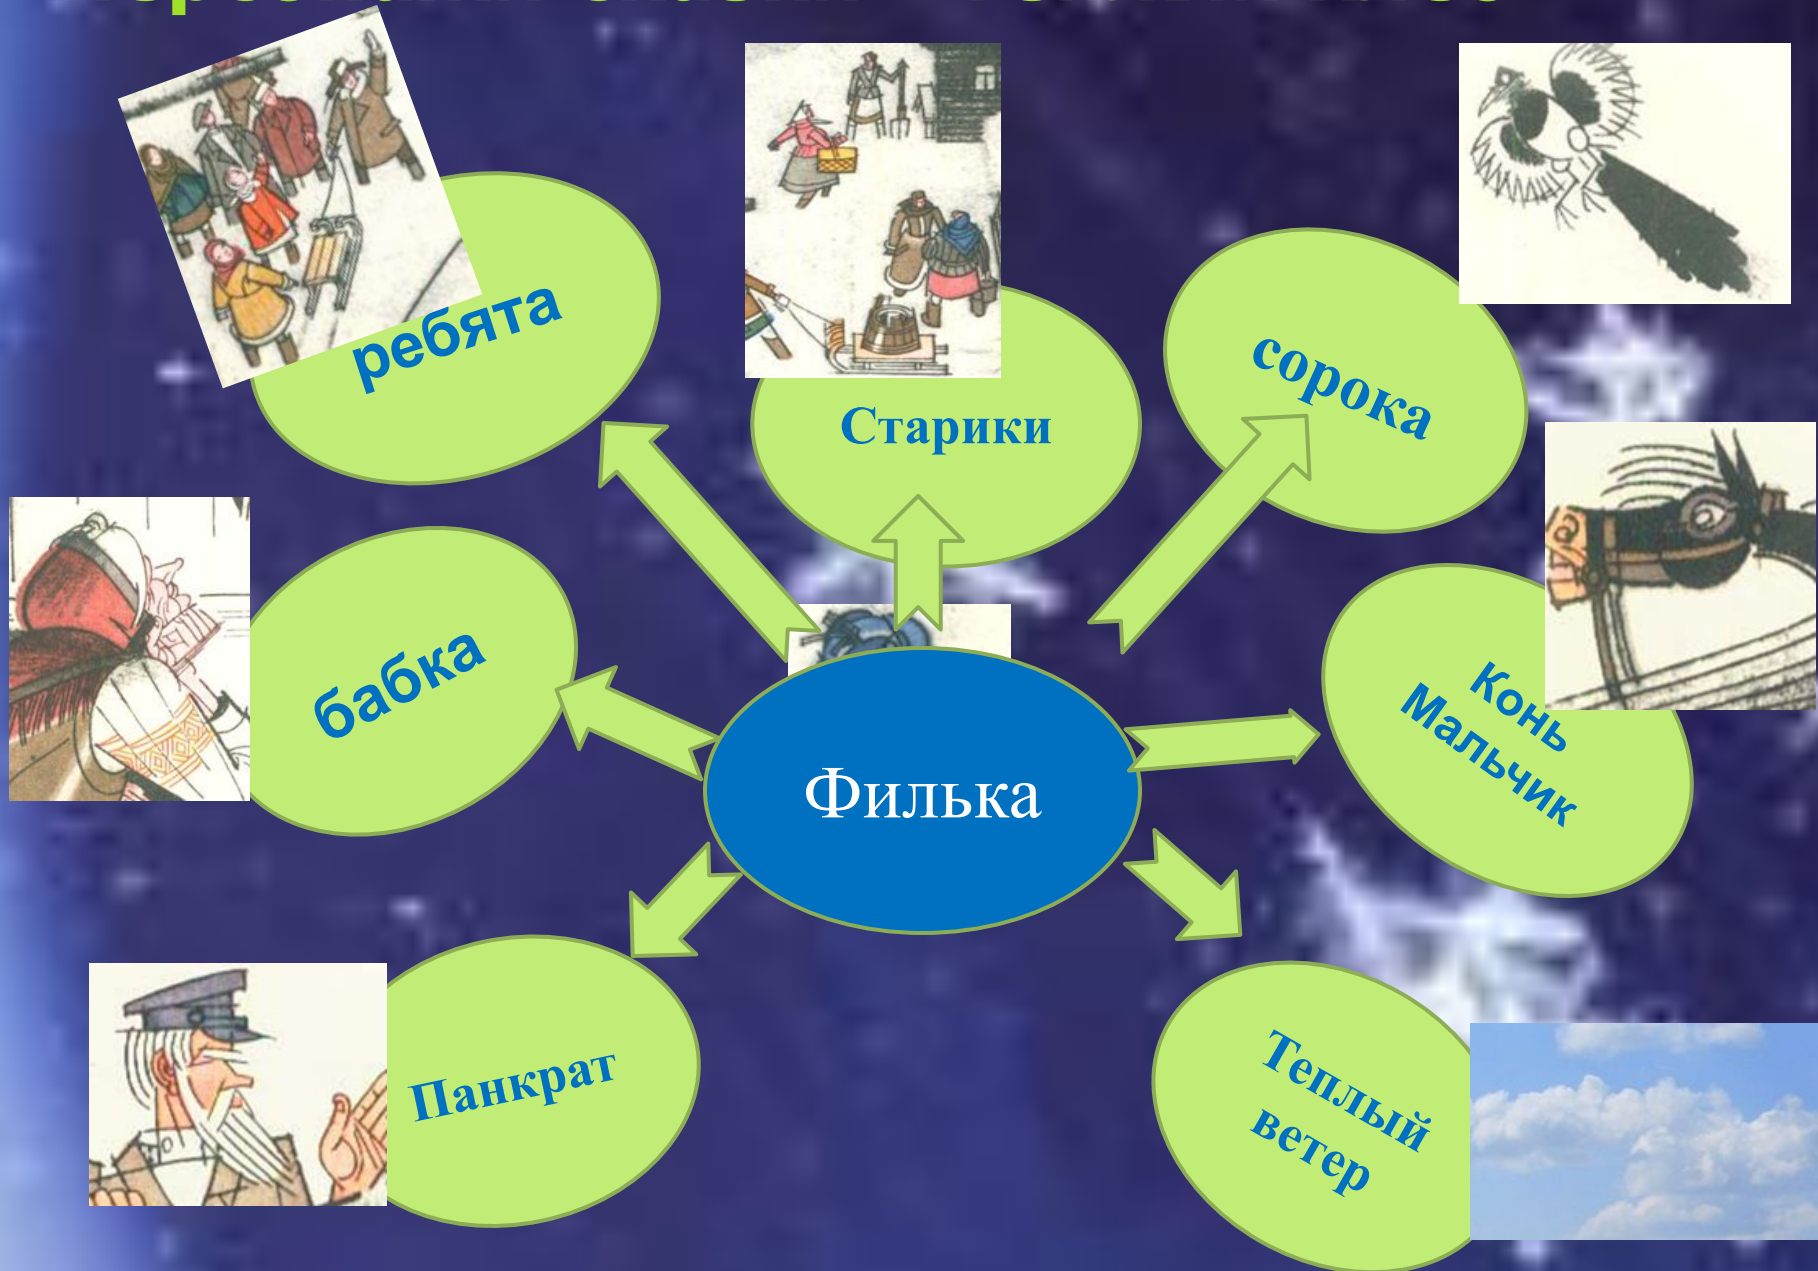 ребята
Старики
сорока
бабка
Филька
Конь
Мальчик
Панкрат
Теплый
ветер